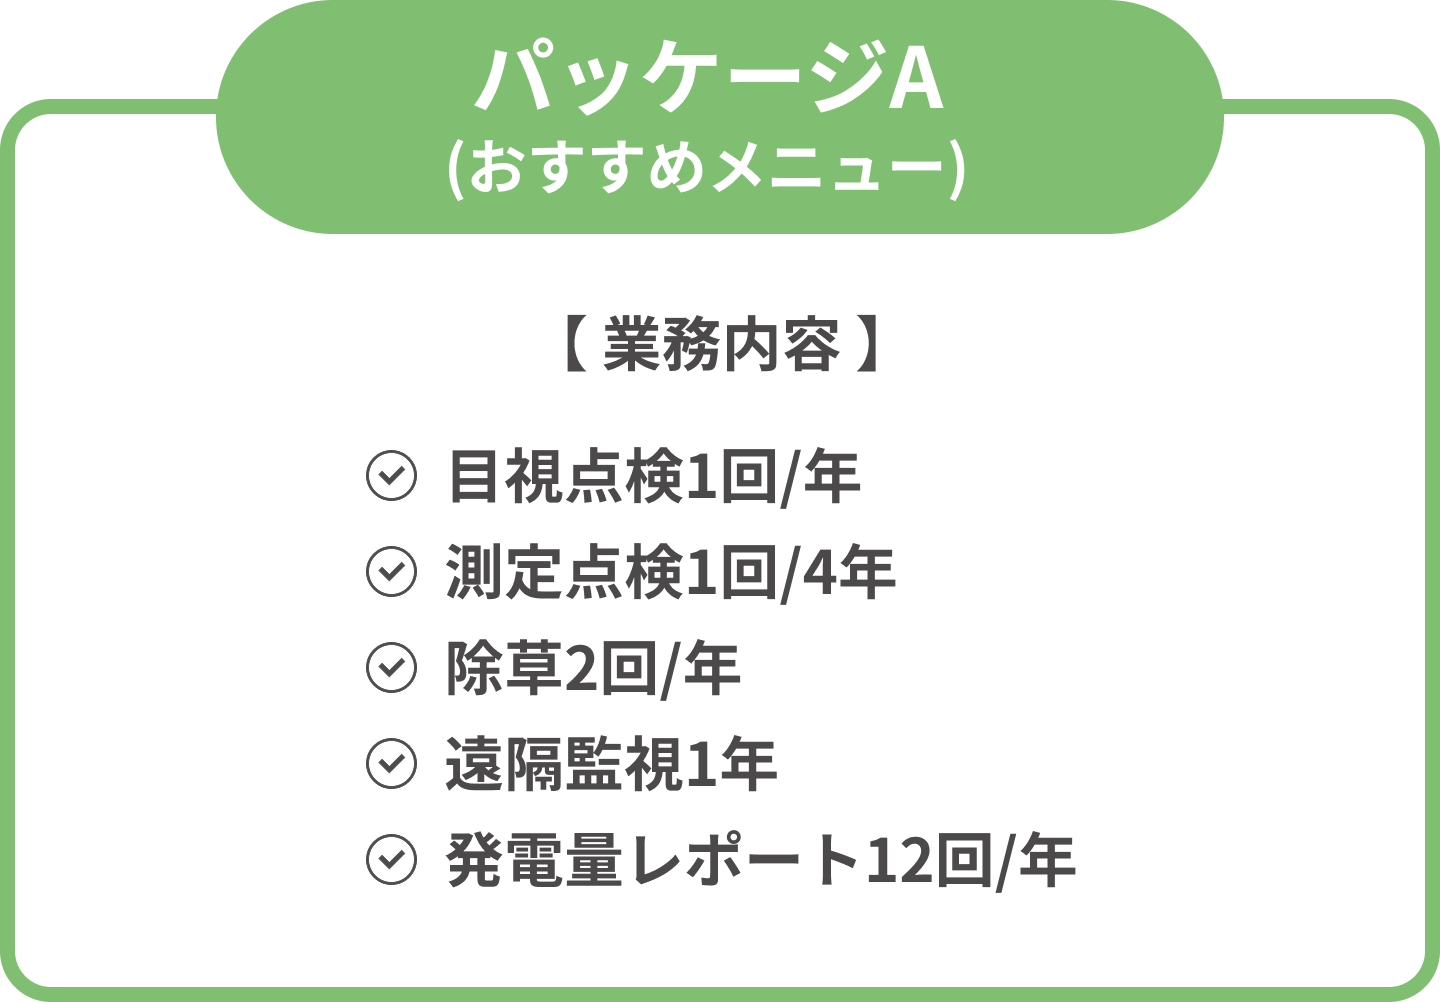 パッケージA
(おすすめメニュー)
【 業務内容 】
目視点検1回/年
測定点検1回/4年
除草2回/年
遠隔監視1年
発電量レポート12回/年